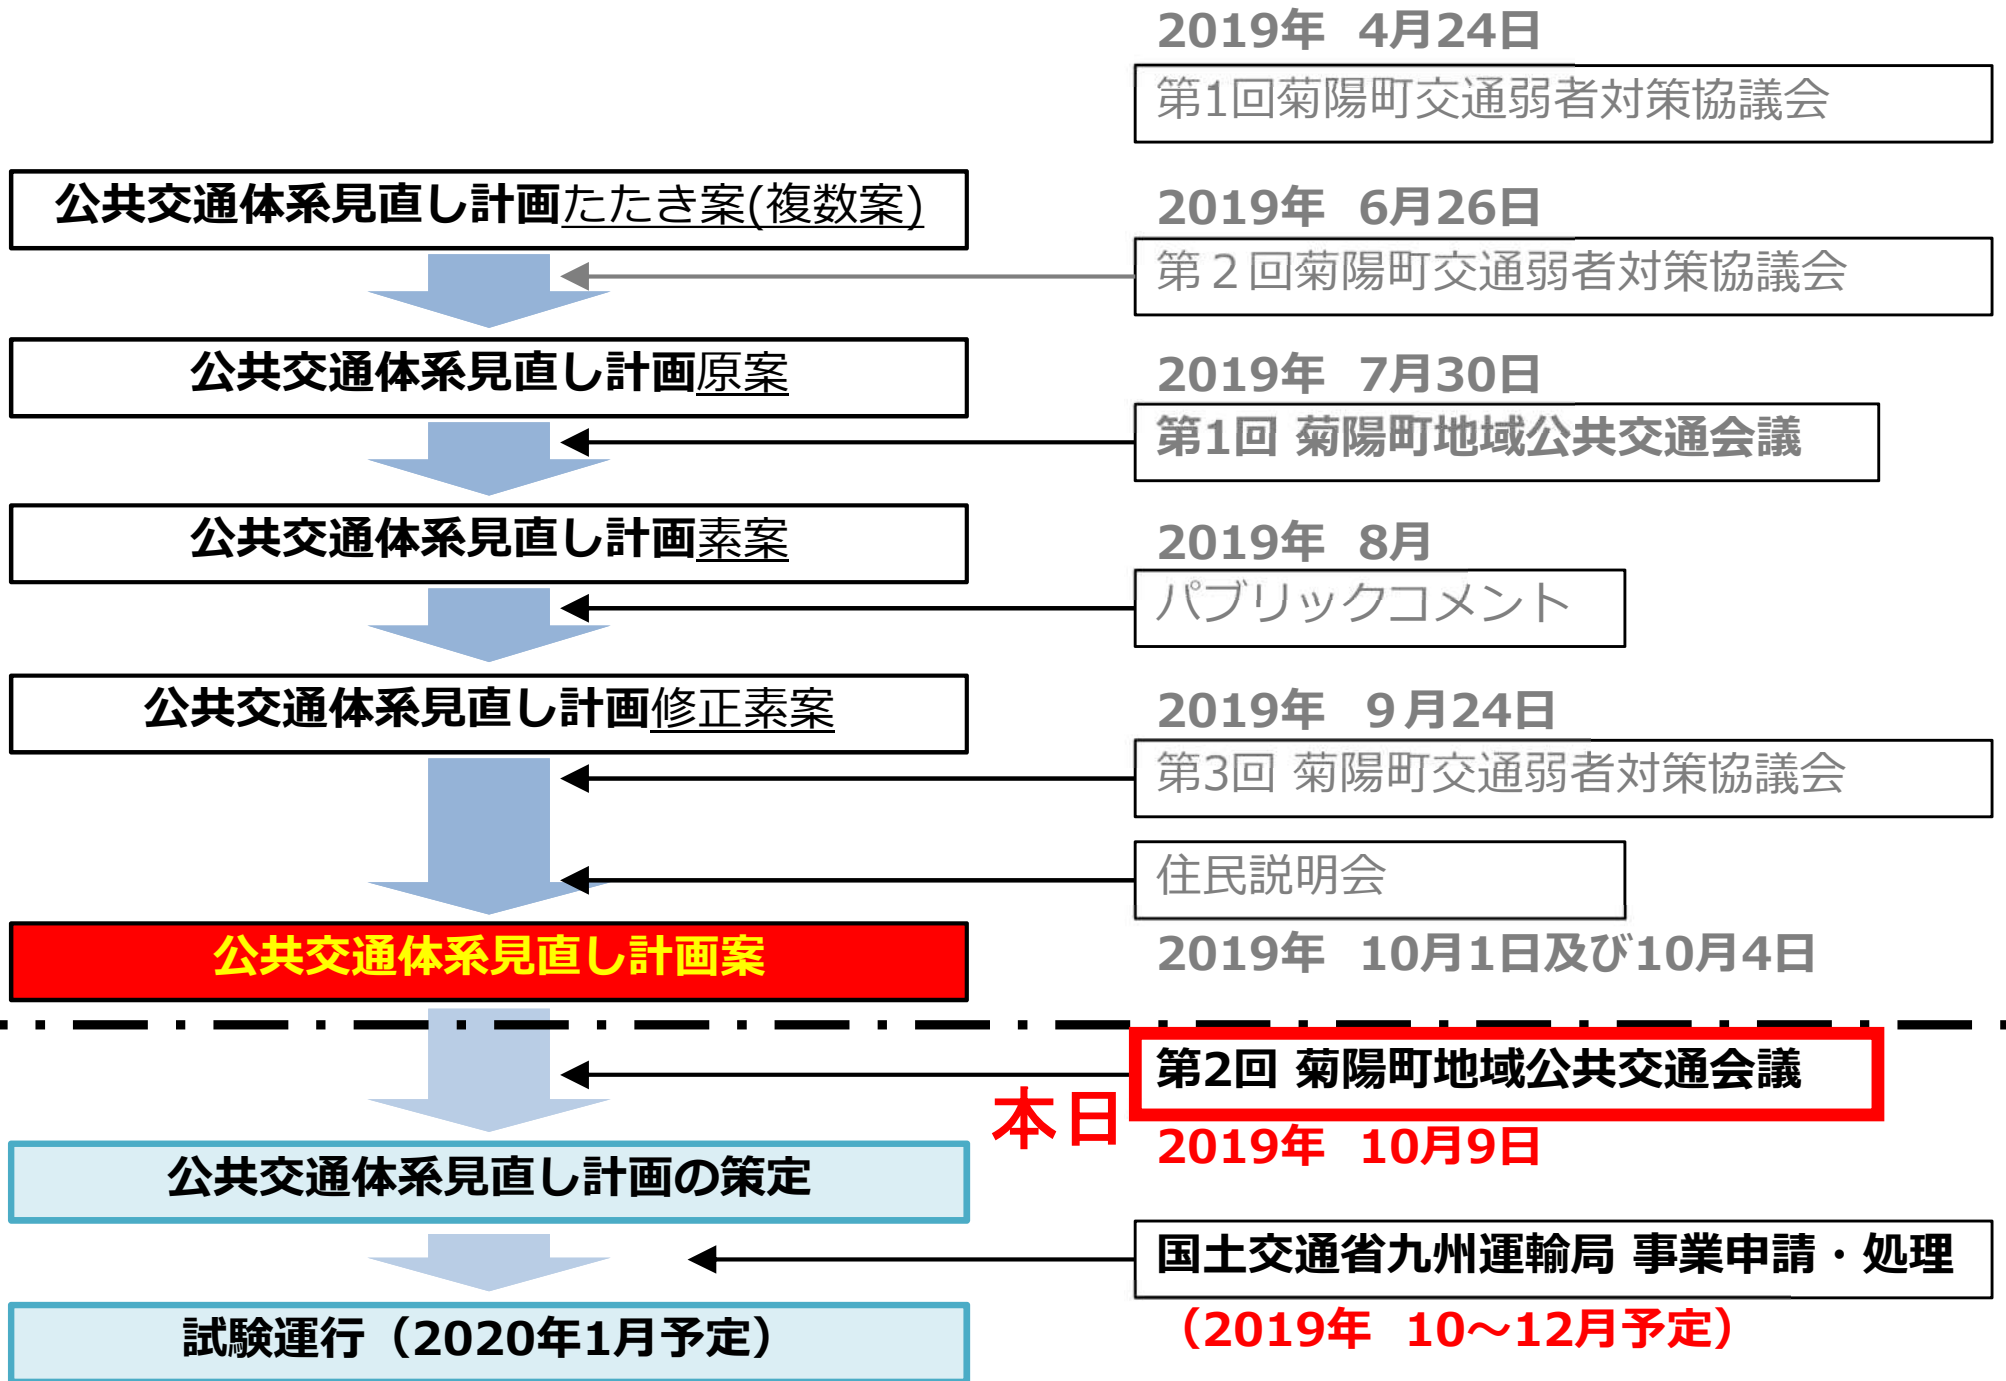 2019年 4月24日
第1回菊陽町交通弱者対策協議会
公共交通体系見直し計画たたき案(複数案)
2019年 6月26日
第２回菊陽町交通弱者対策協議会
公共交通体系見直し計画原案
2019年 7月30日
第1回 菊陽町地域公共交通会議
公共交通体系見直し計画素案
2019年 8月
パブリックコメント
公共交通体系見直し計画修正素案
2019年 ９月24日
第3回 菊陽町交通弱者対策協議会
住民説明会
公共交通体系見直し計画案
2019年 10月1日及び10月4日
第2回 菊陽町地域公共交通会議
本日
2019年 10月9日
公共交通体系見直し計画の策定
国土交通省九州運輸局 事業申請・処理
（2019年 10～12月予定）
試験運行（2020年1月予定）